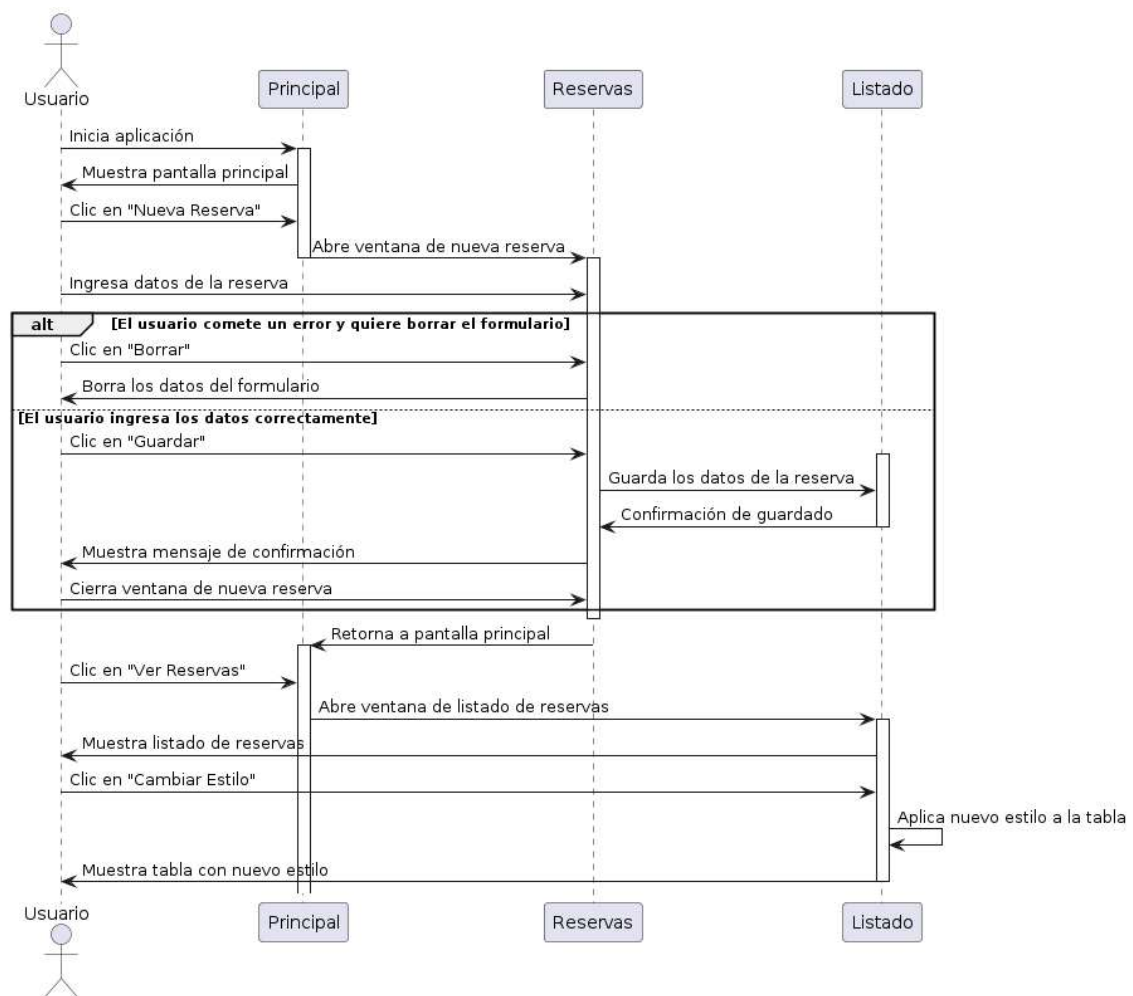 Usuario
Principal
Reservas
Listado
Inicia aplicación
Muestra pantalla principal
Clic en "Nueva Reserva"
Abre ventana de nueva reserva
Ingresa datos de la reserva
alt
[El usuario comete un error y quiere borrar el formulario]
Clic en "Borrar"
Borra los datos del formulario
[El usuario ingresa los datos correctamente]
Clic en "Guardar"
Guarda los datos de la reserva
Confirmación de guardado
Muestra mensaje de confirmación
Cierra ventana de nueva reserva
Retorna a pantalla principal
Clic en "Ver Reservas"
Abre ventana de listado de reservas
Muestra listado de reservas
Clic en "Cambiar Estilo"
Aplica nuevo estilo a la tabla
Muestra tabla con nuevo estilo
Usuario
Principal
Reservas
Listado